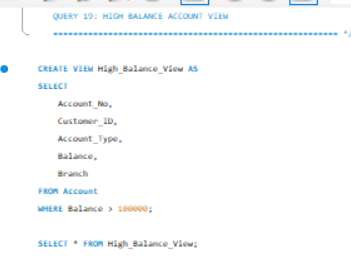 QUERY 19: HIGH BALANCE ACCOUNT VIEW
============================================================ */
CREATE VIEW High_Balance_View AS
SELECT
Account_No,
Customer_ID,
Account_Type,
Balance,
Branch
FROM Account
WHERE Balance > 100000;
SELECT * FROM High_Balance_View;